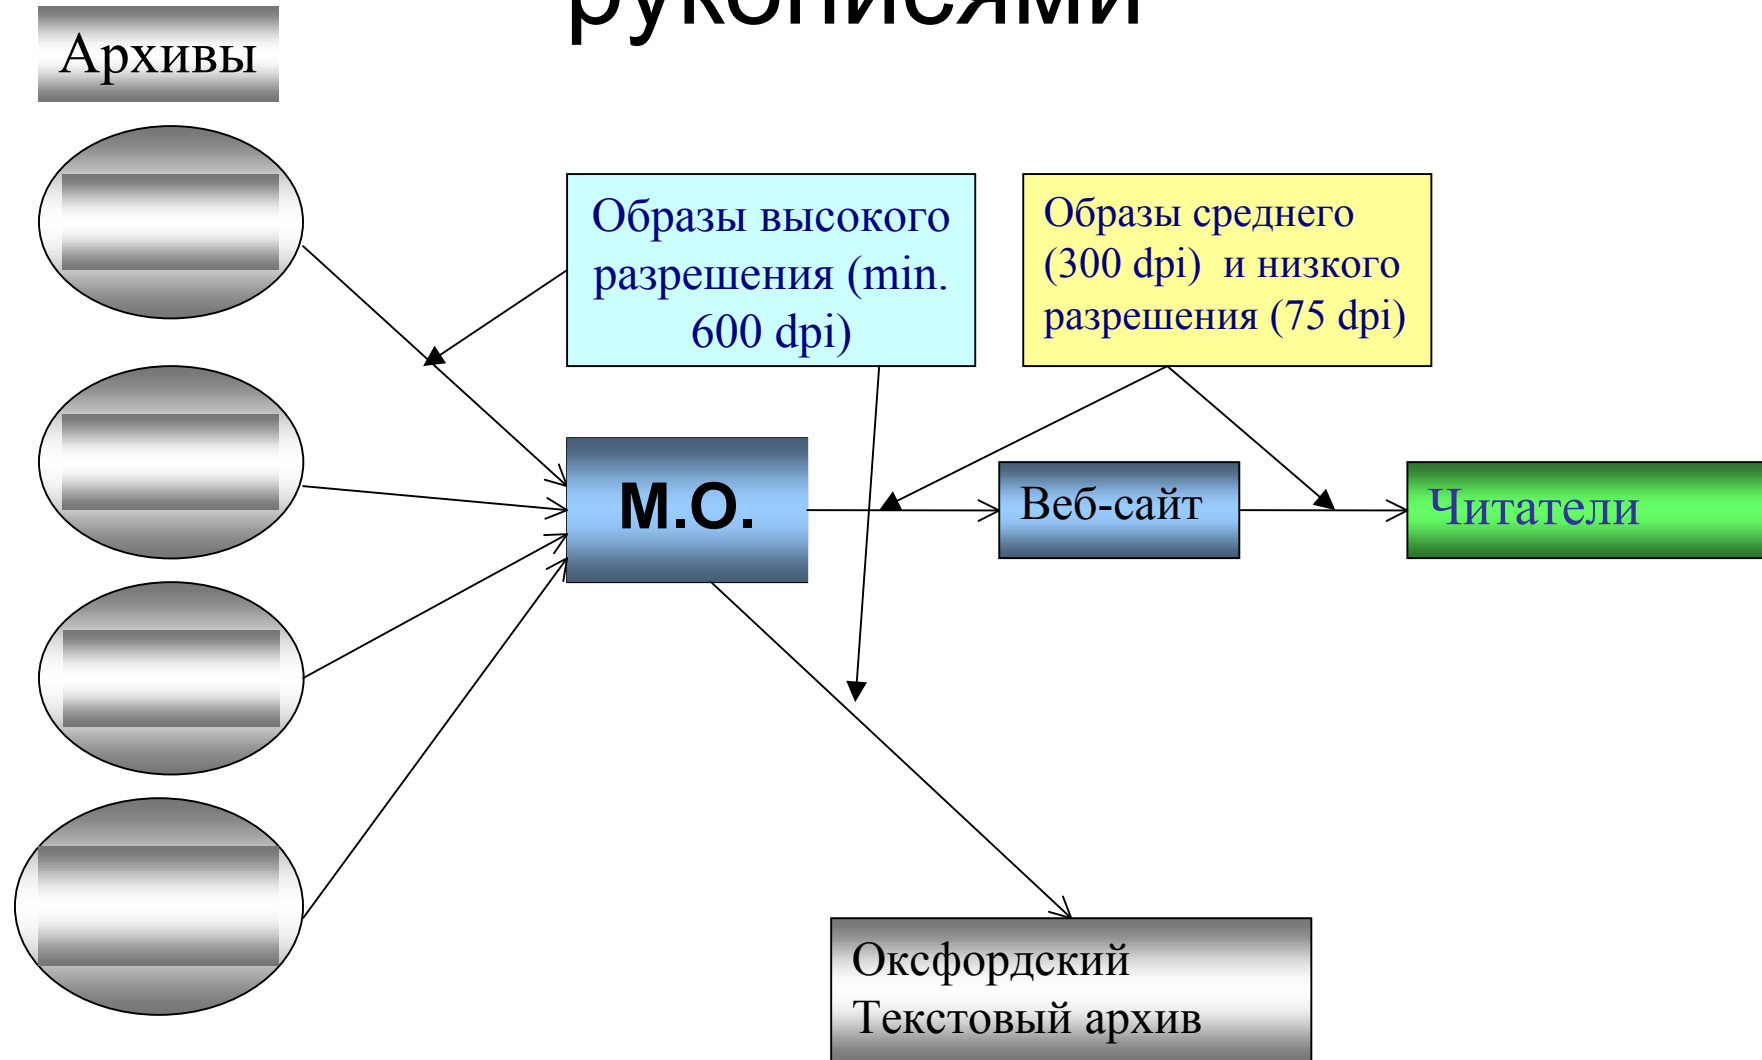 рукописями
Архивы
Образы высокого
разрешения (min.
600 dpi)
Образы среднего
(300 dpi) и низкого
разрешения (75 dpi)
М.О.
Веб-сайт
Читатели
Оксфордский
Текстовый архив